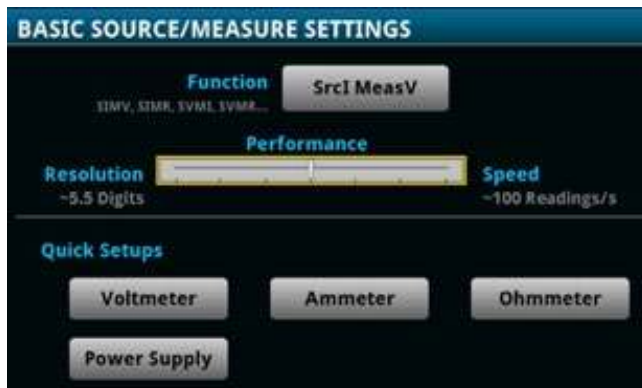 BASIC SOURCE/MEASURE SETTINGS
Function SrcI MeasV
SIMV, SIMR, SVMI, SVMR...
Performance
Resolution Speed
~5.5 Digits ~100 Readings/s
Quick Setups
Voltmeter Ammeter Ohmmeter
Power Supply